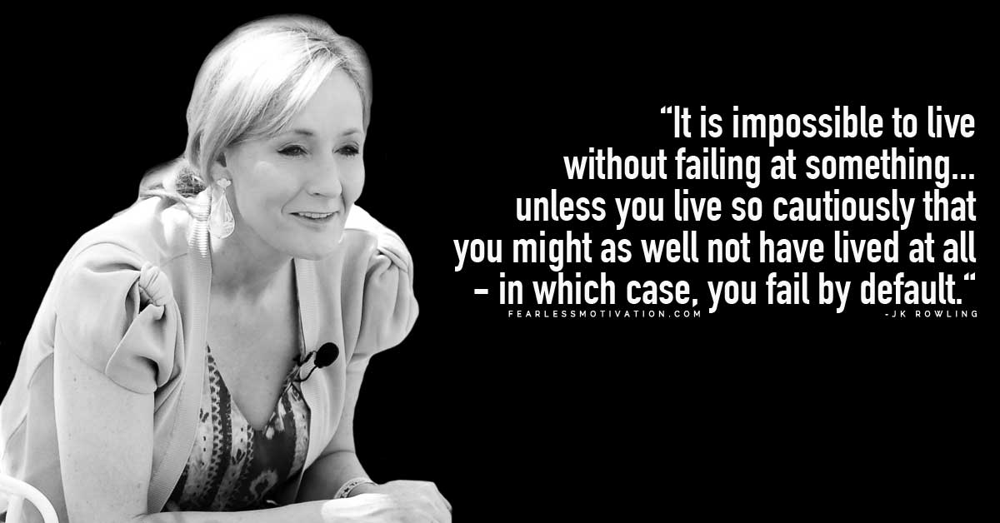 “It is impossible to live
without failing at something...
unless you live so cautiously that
you might as well not have lived at all
- in which case, you fail by default.“
FEARLESSMOTIVATION.COM
-JK ROWLING